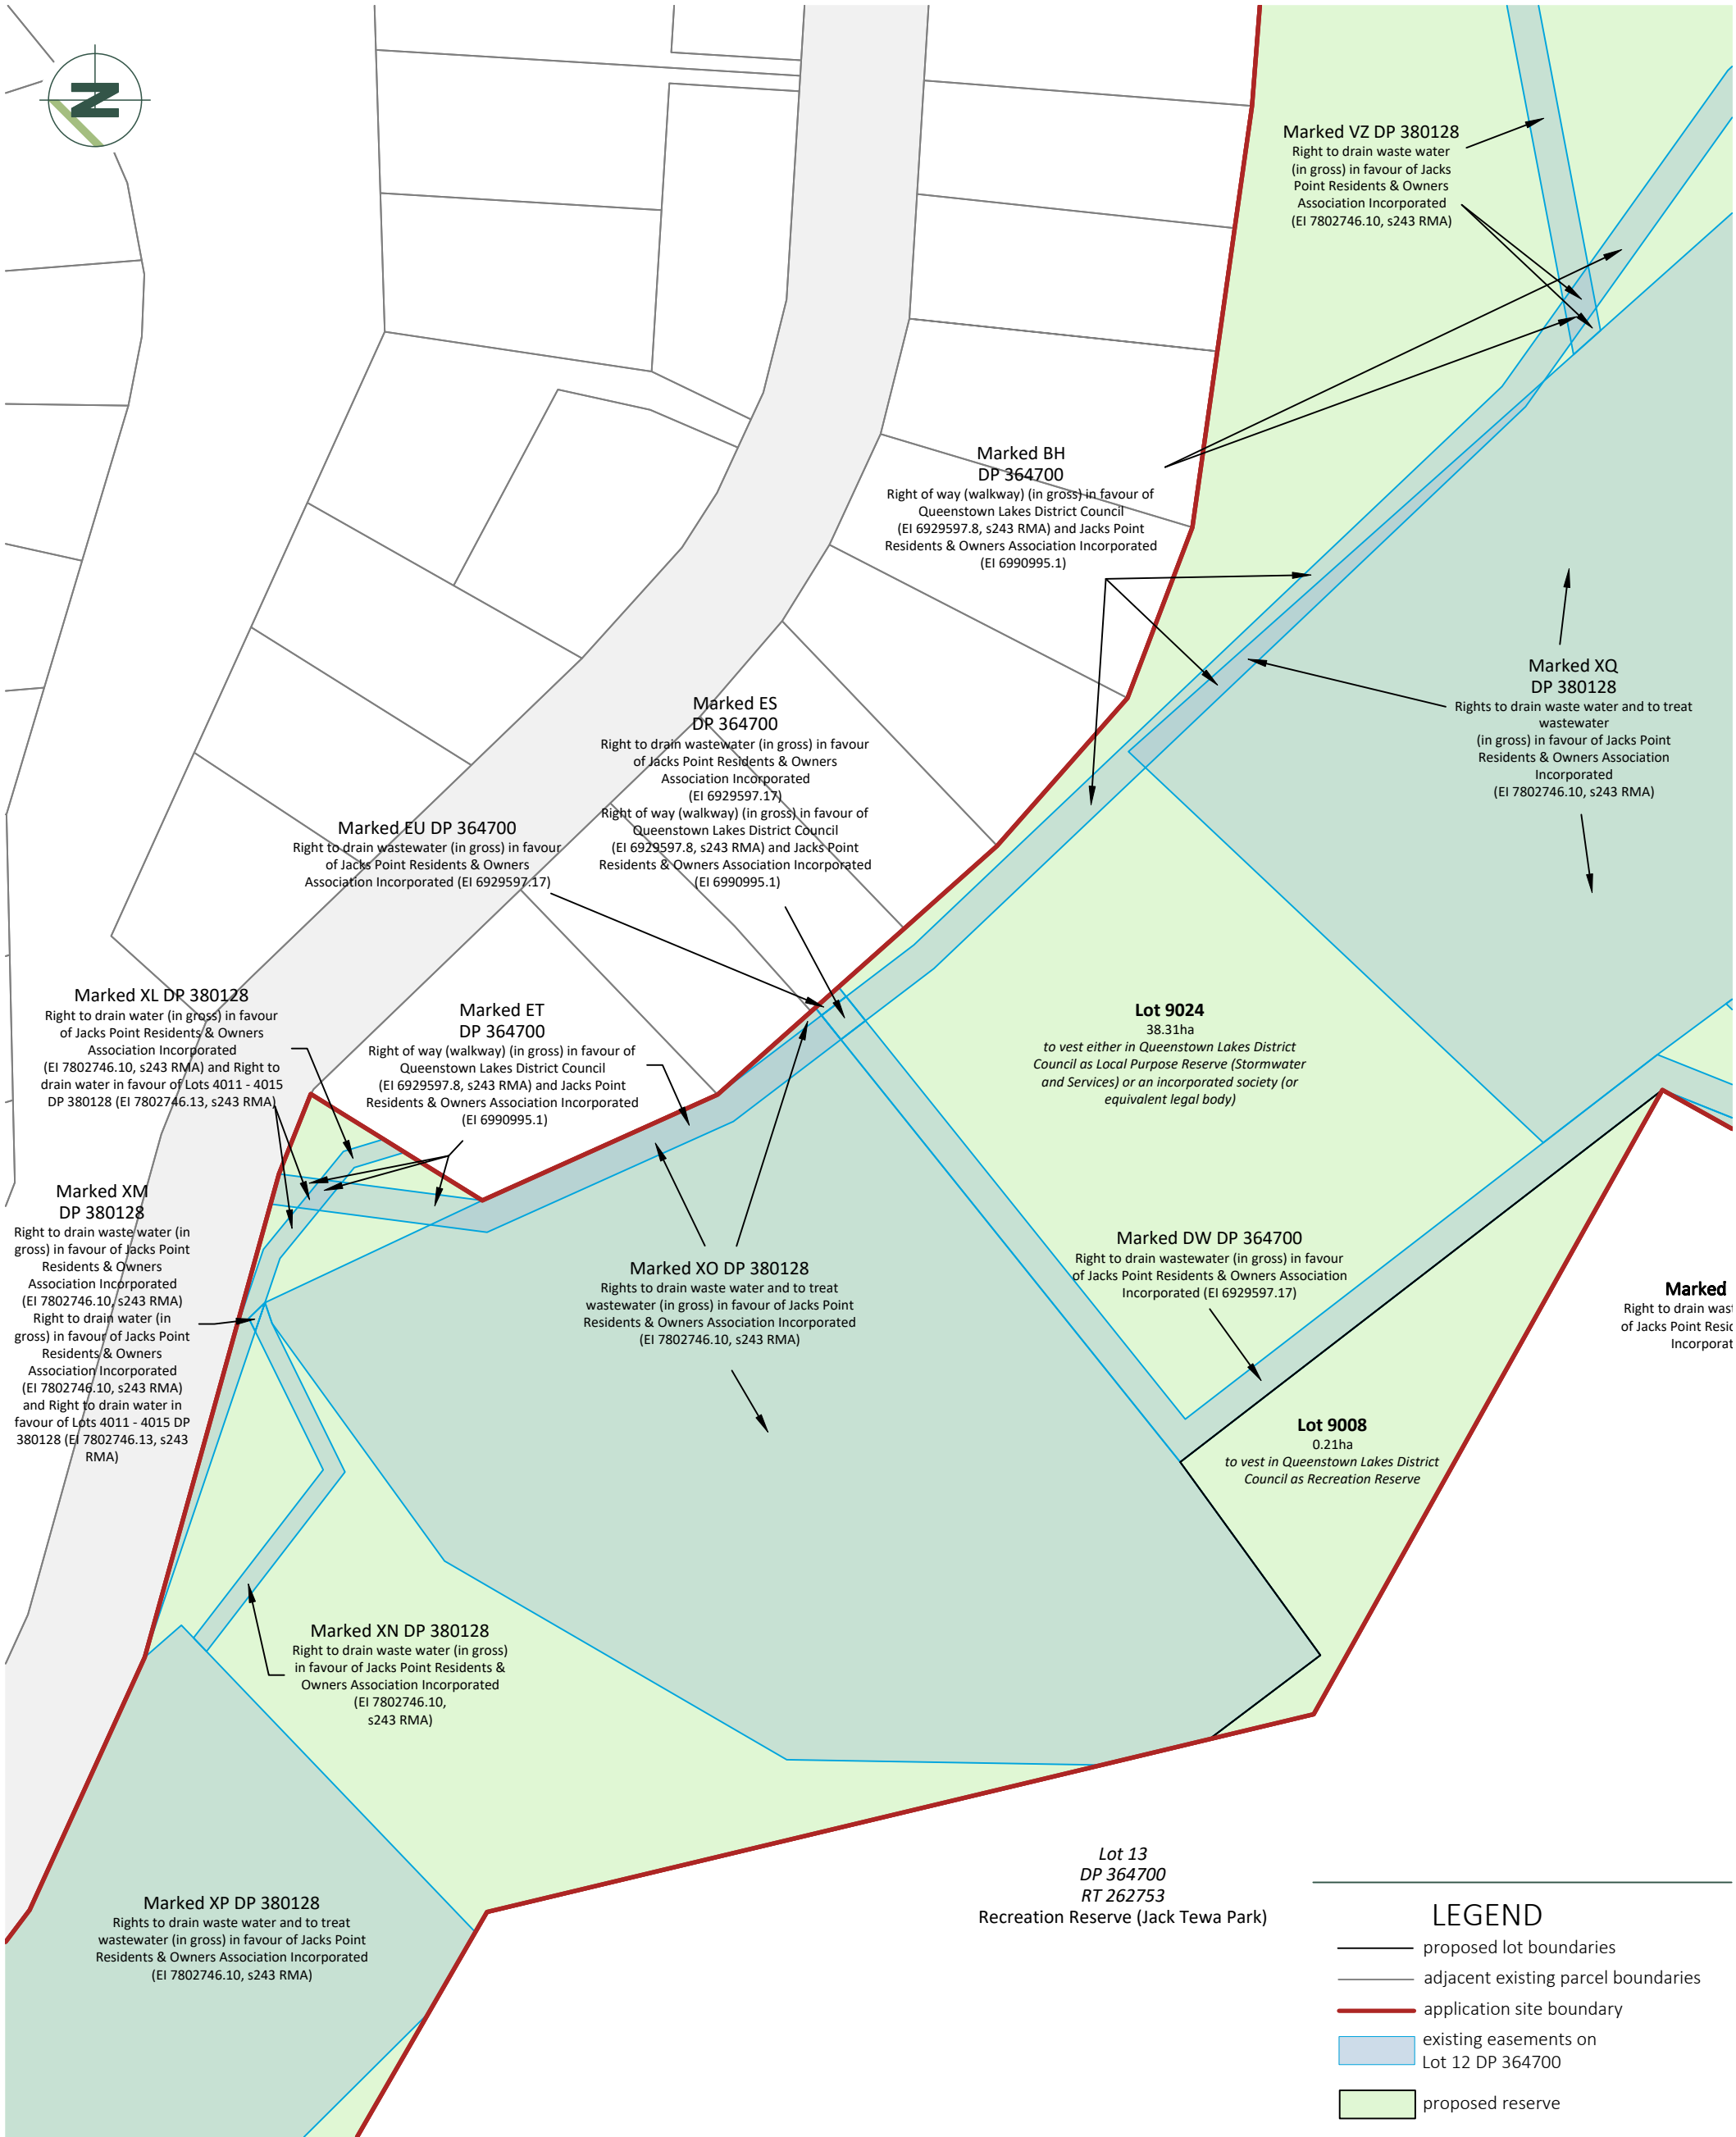 N
Marked VZ DP 380128
Right to drain waste water
(in gross) in favour of Jacks
Point Residents & Owners
Association Incorporated
(EI 7802746.10, s243 RMA)
Marked BH
DP 364700
Right of way (walkway) (in gross) in favour of
Queenstown Lakes District Council
(EI 6929597.8, s243 RMA) and Jacks Point
Residents & Owners Association Incorporated
(EI 6990995.1)
Marked XQ
DP 380128
Rights to drain waste water and to treat
wastewater
(in gross) in favour of Jacks Point
Residents & Owners Association
Incorporated
(EI 7802746.10, s243 RMA)
Marked ES
DP 364700
Right to drain wastewater (in gross) in favour
of Jacks Point Residents & Owners
Association Incorporated
(EI 6929597.17)
Right of way (walkway) (in gross) in favour of
Queenstown Lakes District Council
(EI 6929597.8, s243 RMA) and Jacks Point
Residents & Owners Association Incorporated
(EI 6990995.1)
Marked EU DP 364700
Right to drain wastewater (in gross) in favour
of Jacks Point Residents & Owners
Association Incorporated (EI 6929597.17)
Marked XL DP 380128
Right to drain water (in gross) in favour
of Jacks Point Residents & Owners
Association Incorporated
(EI 7802746.10, s243 RMA) and Right to
drain water in favour of Lots 4011 - 4015
DP 380128 (EI 7802746.13, s243 RMA)
Marked ET
DP 364700
Right of way (walkway) (in gross) in favour of
Queenstown Lakes District Council
(EI 6929597.8, s243 RMA) and Jacks Point
Residents & Owners Association Incorporated
(EI 6990995.1)
Lot 9024
38.31ha
to vest either in Queenstown Lakes District
Council as Local Purpose Reserve (Stormwater
and Services) or an incorporated society (or
equivalent legal body)
Marked XM
DP 380128
Right to drain waste water (in
gross) in favour of Jacks Point
Residents & Owners
Association Incorporated
(EI 7802746.10, s243 RMA)
Right to drain water (in
gross) in favour of Jacks Point
Residents & Owners
Association Incorporated
(EI 7802746.10, s243 RMA)
and Right to drain water in
favour of Lots 4011 - 4015 DP
380128 (EI 7802746.13, s243
RMA)
Marked XO DP 380128
Rights to drain waste water and to treat
wastewater (in gross) in favour of Jacks Point
Residents & Owners Association Incorporated
(EI 7802746.10, s243 RMA)
Marked DW DP 364700
Right to drain wastewater (in gross) in favour
of Jacks Point Residents & Owners Association
Incorporated (EI 6929597.17)
Marked
Right to drain was
of Jacks Point Resi
Incorporat
Lot 9008
0.21ha
to vest in Queenstown Lakes District
Council as Recreation Reserve
Marked XN DP 380128
Right to drain waste water (in gross)
in favour of Jacks Point Residents &
Owners Association Incorporated
(EI 7802746.10,
s243 RMA)
Marked XP DP 380128
Rights to drain waste water and to treat
wastewater (in gross) in favour of Jacks Point
Residents & Owners Association Incorporated
(EI 7802746.10, s243 RMA)
Lot 13
DP 364700
RT 262753
Recreation Reserve (Jack Tewa Park)
LEGEND
proposed lot boundaries
adjacent existing parcel boundaries
application site boundary
existing easements on
Lot 12 DP 364700
proposed reserve